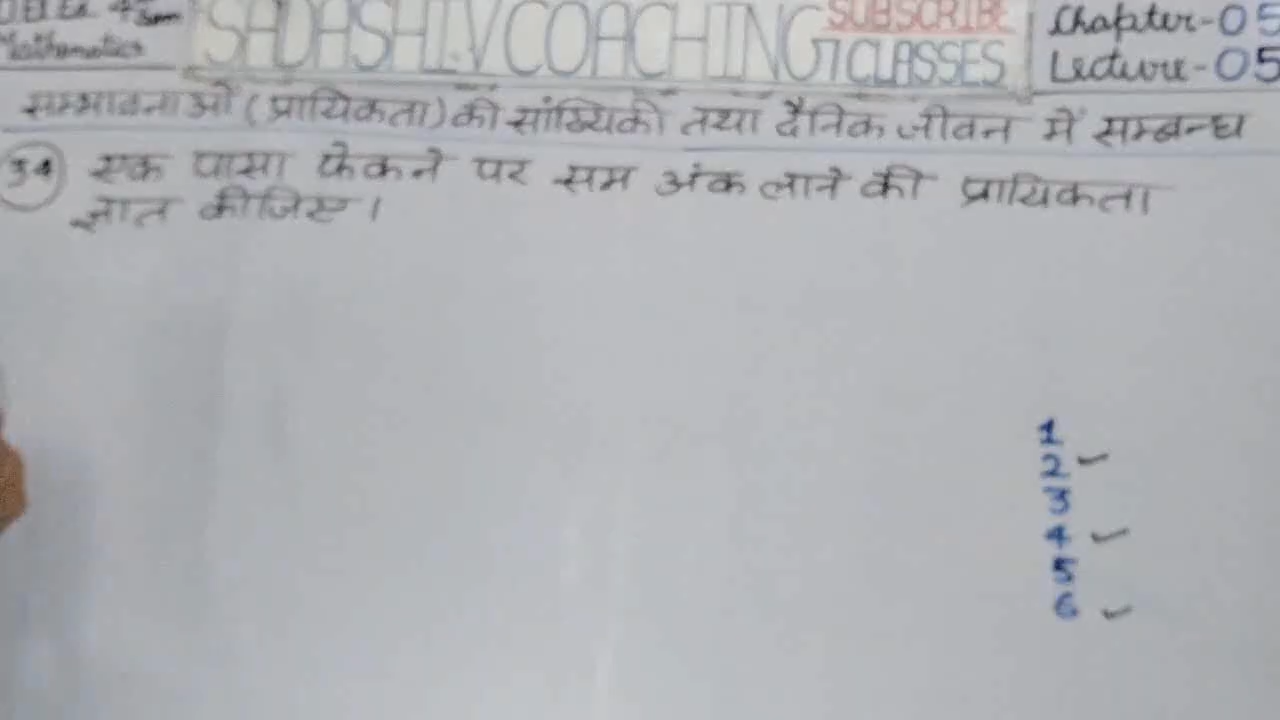 Mathematics
SADASHIV COACHING
SUBSCRIBE
CLASSES
Chapter-05
Lecture-05
सम्भावनाओं (प्रायिकता) की सांख्यिकी तथा दैनिक जीवन में सम्बन्ध
34 एक पासा फेकने पर सम अंक लाने की प्रायिकता
ज्ञात कीजिए।
1
2
3
4
5
6